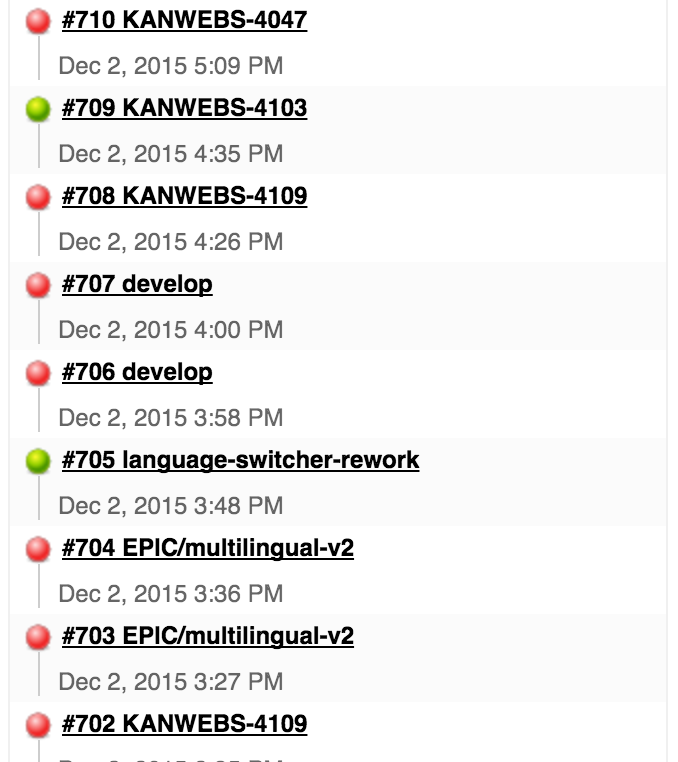 #710 KANWEBS-4047
Dec 2, 2015 5:09 PM
#709 KANWEBS-4103
Dec 2, 2015 4:35 PM
#708 KANWEBS-4109
Dec 2, 2015 4:26 PM
#707 develop
Dec 2, 2015 4:00 PM
#706 develop
Dec 2, 2015 3:58 PM
#705 language-switcher-rework
Dec 2, 2015 3:48 PM
#704 EPIC/multilingual-v2
Dec 2, 2015 3:36 PM
#703 EPIC/multilingual-v2
Dec 2, 2015 3:27 PM
#702 KANWEBS-4109